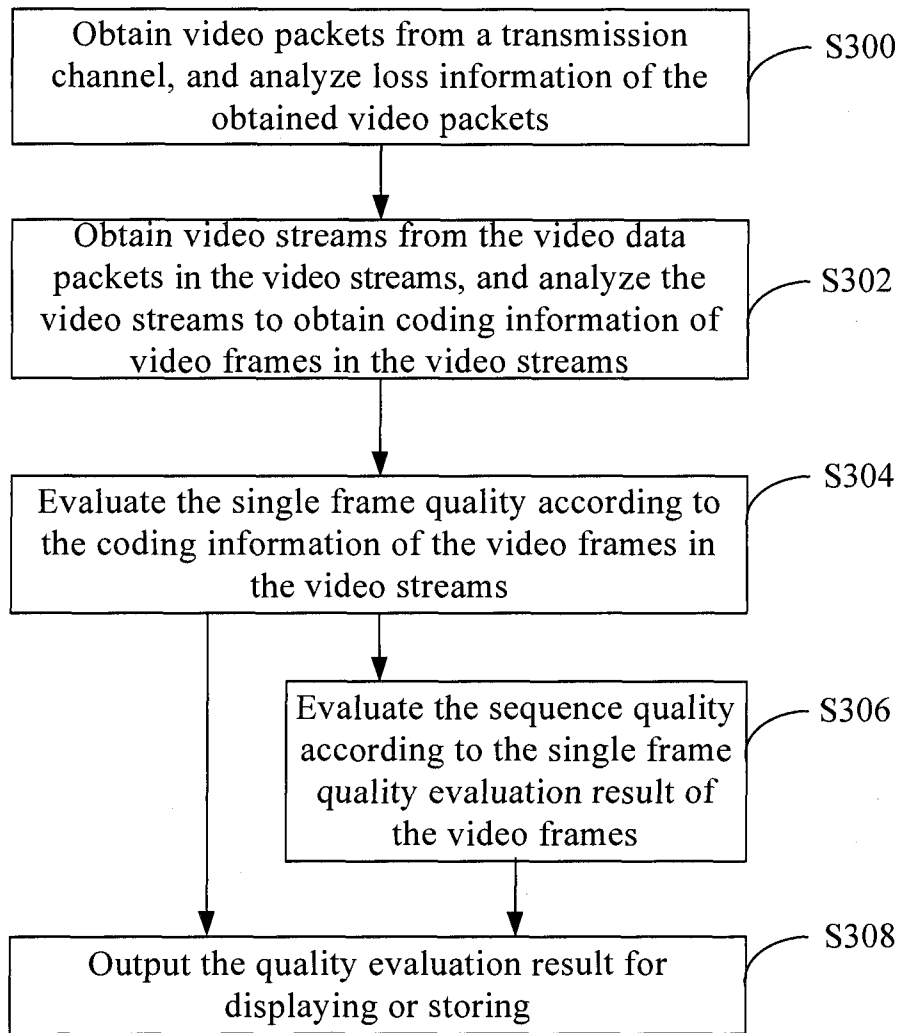 Obtain video packets from a transmission
channel, and analyze loss information of the
obtained video packets
S300
Obtain video streams from the video data
packets in the video streams, and analyze the
video streams to obtain coding information of
video frames in the video streams
S302
Evaluate the single frame quality according to
the coding information of the video frames in
the video streams
S304
Evaluate the sequence quality
according to the single frame
quality evaluation result of
the video frames
S306
Output the quality evaluation result for
displaying or storing
S308